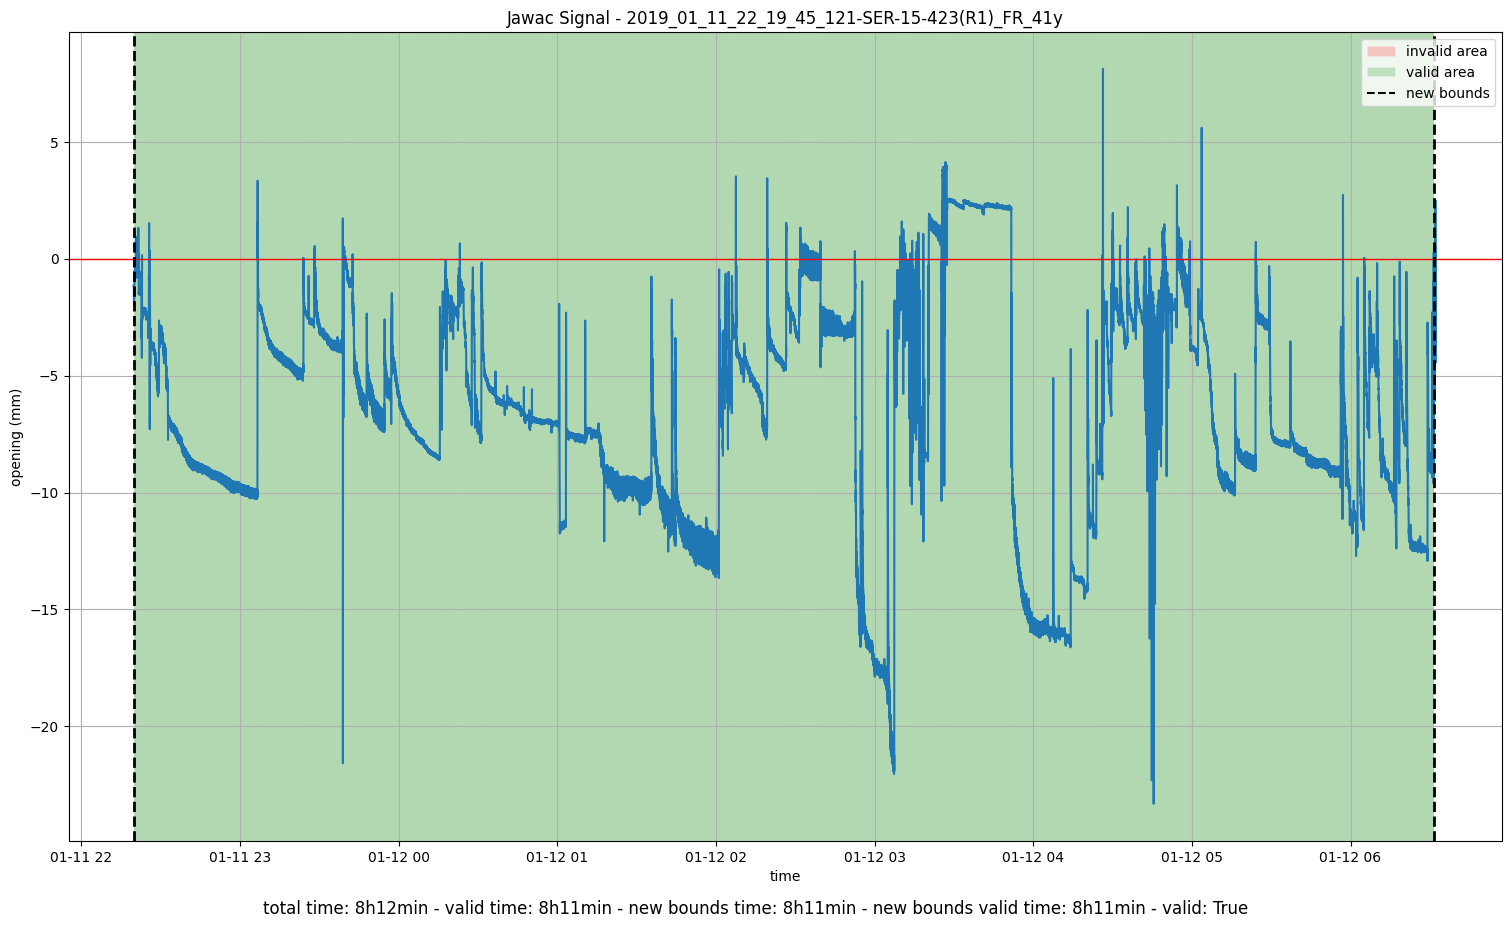 Jawac Signal - 2019_01_11_22_19_45_121-SER-15-423(R1)_FR_41y
invalid area
valid area
new bounds
opening (mm)
5
0
−5
−10
−15
−20
01-11 22
01-11 23
01-12 00
01-12 01
01-12 02
01-12 03
01-12 04
01-12 05
01-12 06
time
total time: 8h12min - valid time: 8h11min - new bounds time: 8h11min - new bounds valid time: 8h11min - valid: True